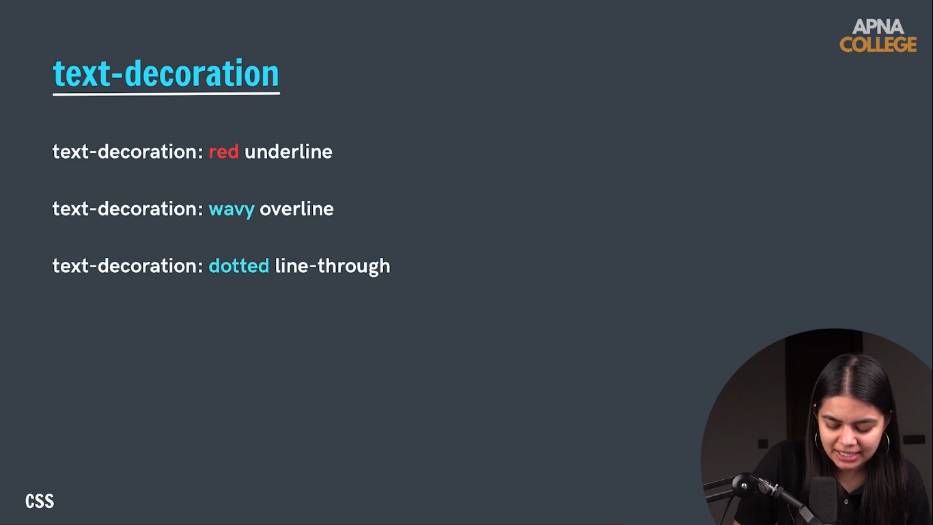 APNA
COLLEGE
text-decoration
text-decoration: red underline
text-decoration: wavy overline
text-decoration: dotted line-through
CSS